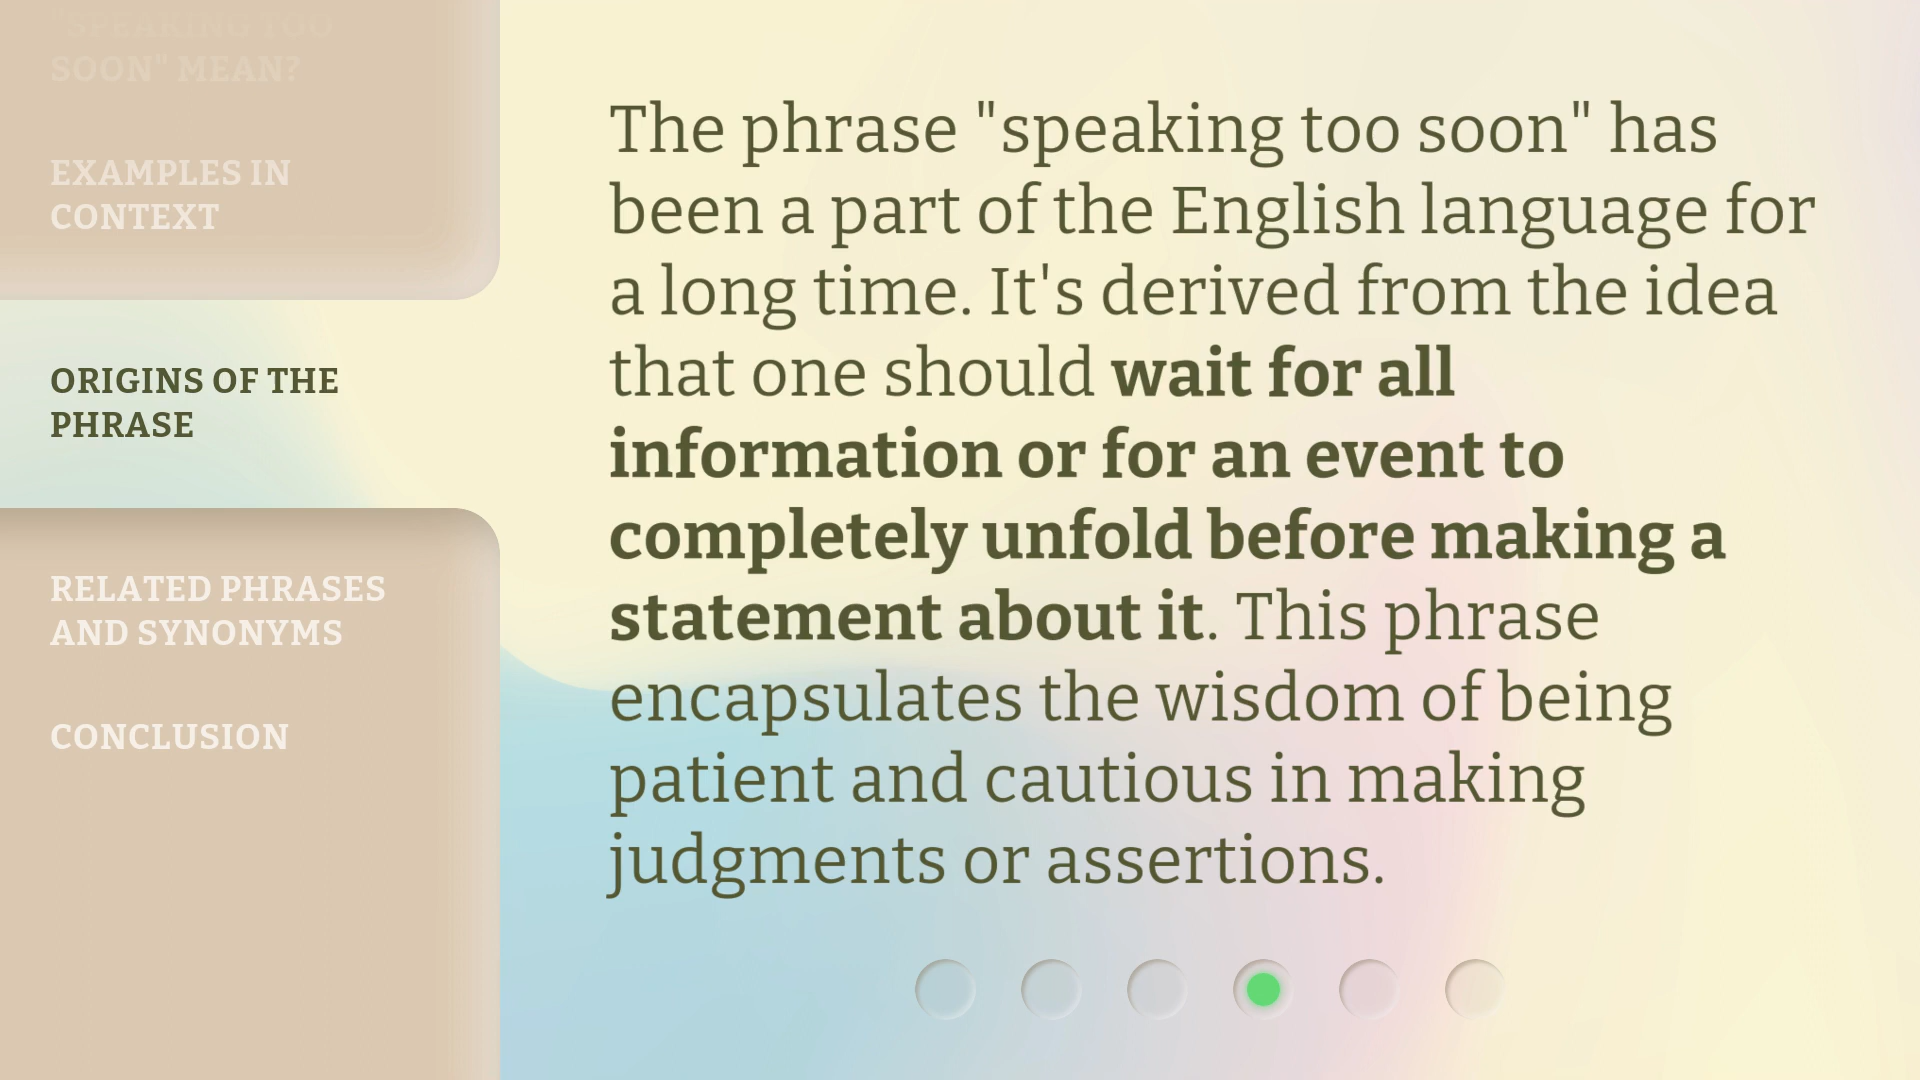 "SPEAKING TOO
SOON" MEAN?
EXAMPLES IN
CONTEXT
ORIGINS OF THE
PHRASE
RELATED PHRASES
AND SYNONYMS
CONCLUSION
The phrase "speaking too soon" has
been a part of the English language for
a long time. It's derived from the idea
that one should wait for all
information or for an event to
completely unfold before making a
statement about it. This phrase
encapsulates the wisdom of being
patient and cautious in making
judgments or assertions.